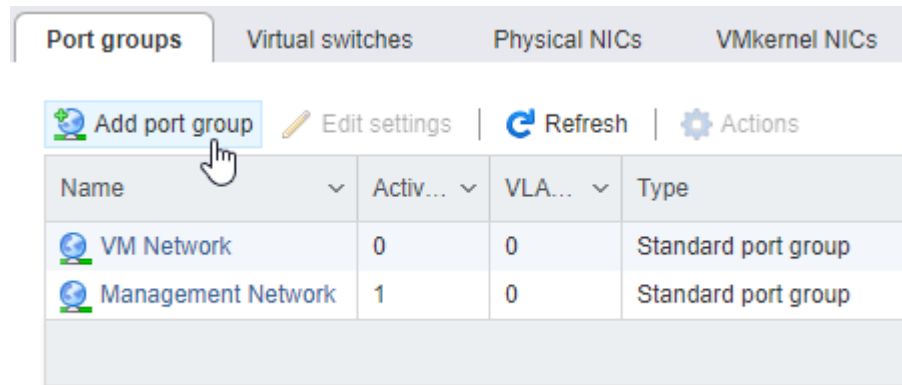 Port groups Virtual switches Physical NICs VMkernel NICs
Add port group Edit settings Refresh Actions
Name Activ... VLA... Type
VM Network 0 0 Standard port group
Management Network 1 0 Standard port group